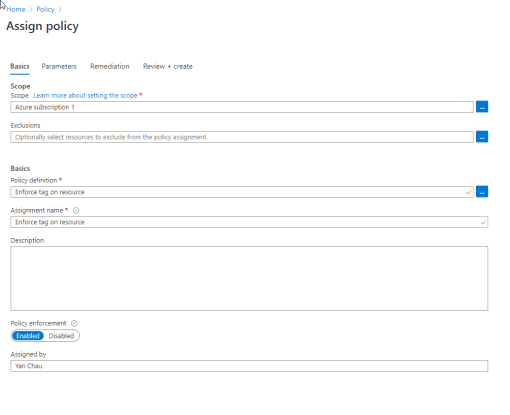 Home > Policy >
Assign policy
Basics Parameters Remediation Review + create
Scope
Scope Learn more about setting the scope *
Azure subscription 1
...
Exclusions
Optionally select resources to exclude from the policy assignment.
...
Basics
Policy definition *
Enforce tag on resource
...
Assignment name *
Enforce tag on resource
Description
Policy enforcement
Enabled Disabled
Assigned by
Yan Chau